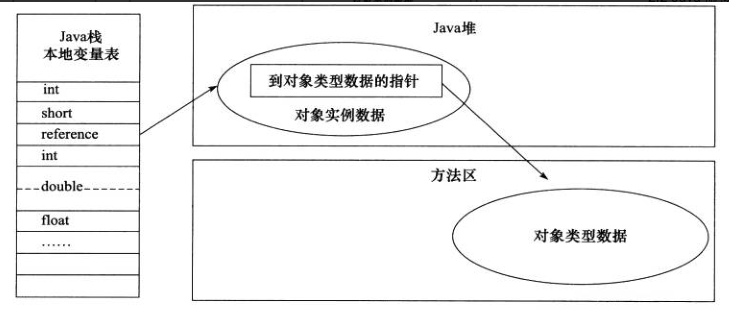 Java栈
本地变量表
int
short
reference
int
double
float
……
Java堆
到对象类型数据的指针
对象实例数据
方法区
对象类型数据